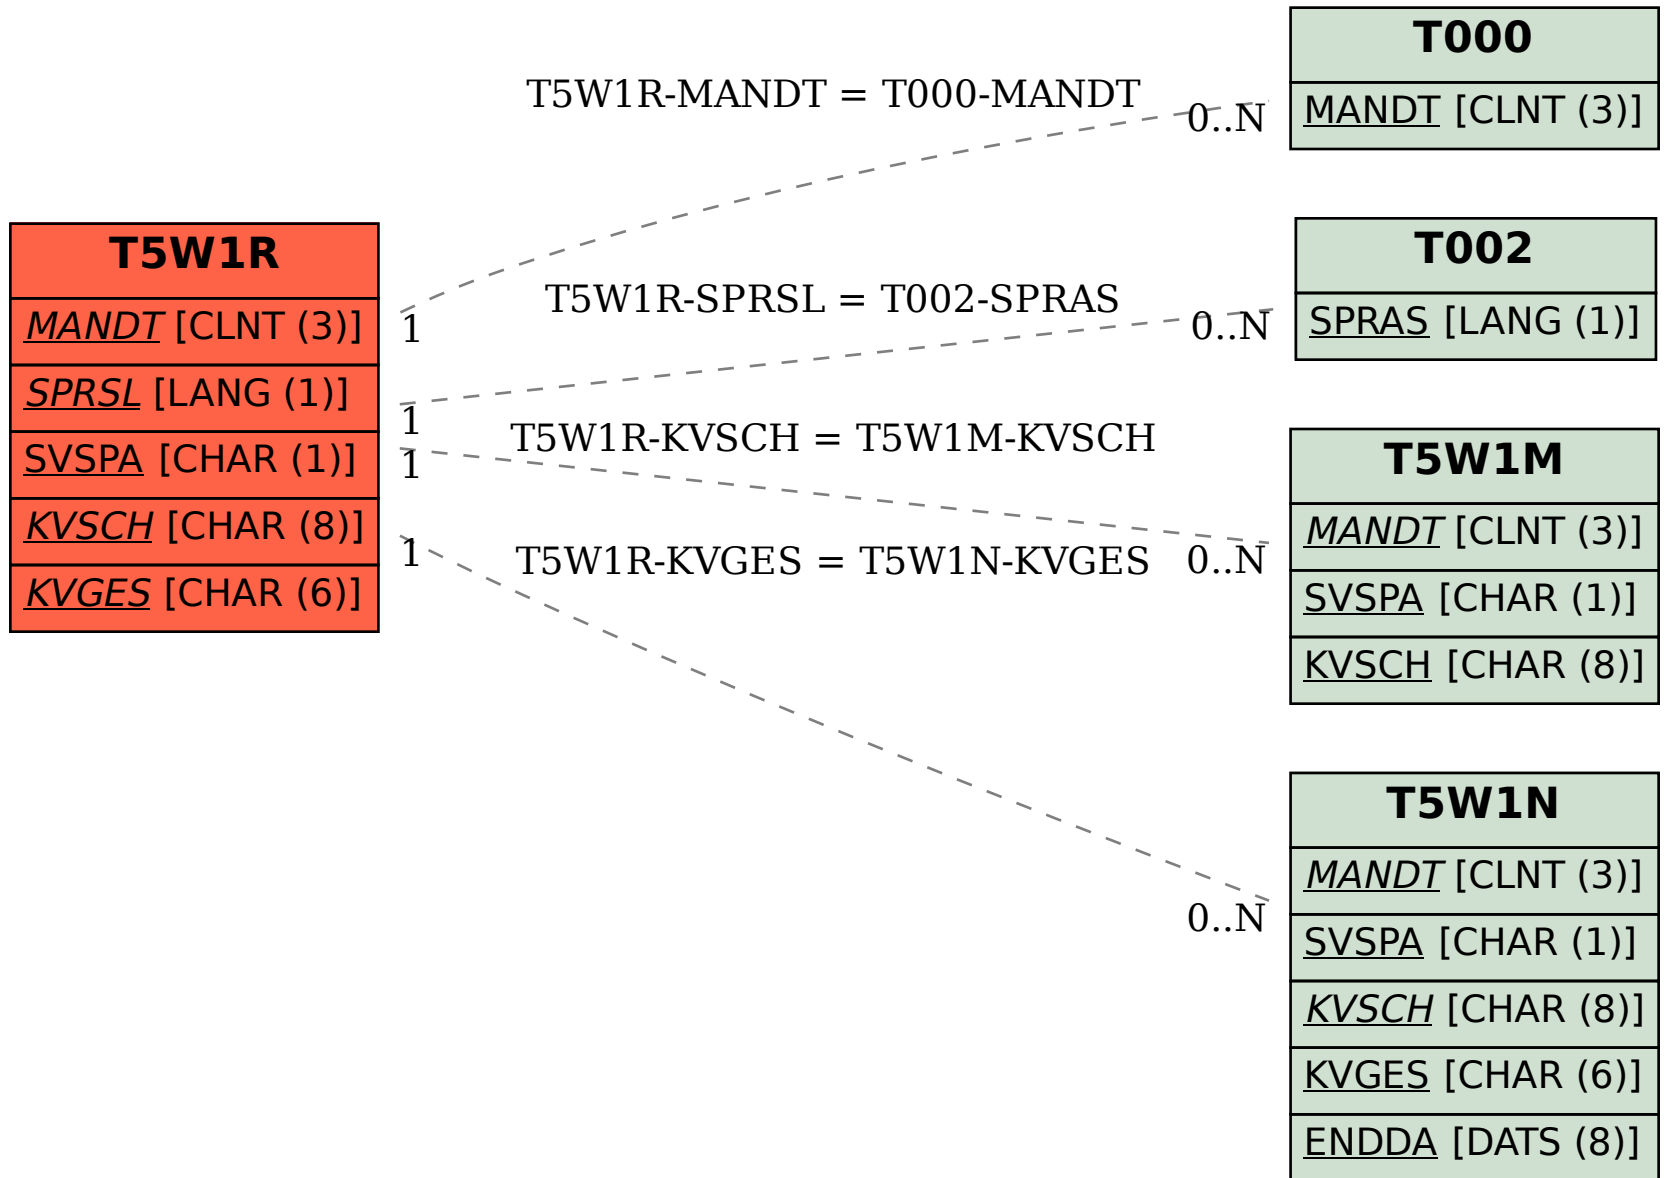 T5W1R
MANDT [CLNT (3)]
SPRSL [LANG (1)]
SVSPA [CHAR (1)]
KVSCH [CHAR (8)]
KVGES [CHAR (6)]
T5W1R-MANDT = T000-MANDT
1
0..N
T5W1R-SPRSL = T002-SPRAS
1
0..N
T5W1R-KVSCH = T5W1M-KVSCH
1
0..N
T5W1R-KVGES = T5W1N-KVGES
1
0..N
T000
MANDT [CLNT (3)]
T002
SPRAS [LANG (1)]
T5W1M
MANDT [CLNT (3)]
SVSPA [CHAR (1)]
KVSCH [CHAR (8)]
T5W1N
MANDT [CLNT (3)]
SVSPA [CHAR (1)]
KVSCH [CHAR (8)]
KVGES [CHAR (6)]
ENDDA [DATS (8)]